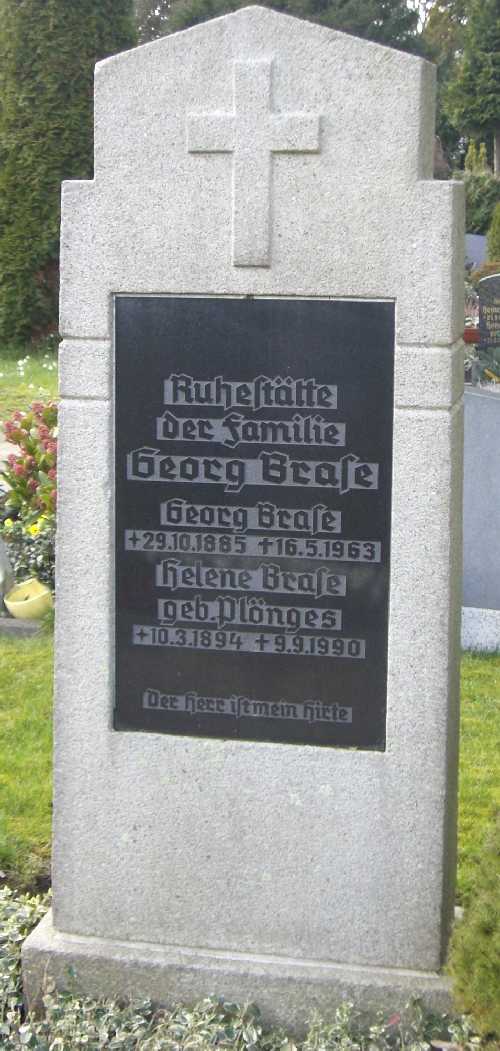 Ruheſtätte
der Familie
Georg Braſe
Georg Braſe
+29.10.1885 +16.5.1963
Helene Braſe
geb. Plönges
+10.3.1894 +9.9.1990
Der Herr iſt mein Hirte